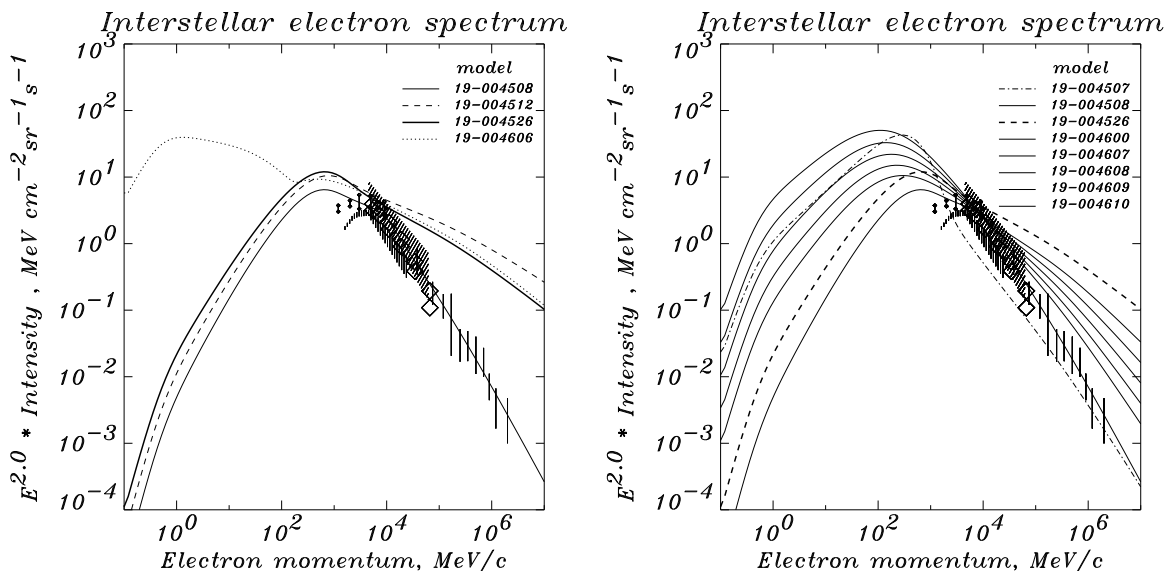 Interstellar electron spectrum
E^2.0 * Intensity , MeV cm^-2 sr^-1 s^-1
10^3
10^2
10^1
10^0
10^-1
10^-2
10^-3
10^-4
model
19-004508
19-004512
19-004526
19-004606
10^0 10^2 10^4 10^6
Electron momentum, MeV/c
Interstellar electron spectrum
E^2.0 * Intensity , MeV cm^-2 sr^-1 s^-1
10^3
10^2
10^1
10^0
10^-1
10^-2
10^-3
10^-4
model
19-004507
19-004508
19-004526
19-004600
19-004607
19-004608
19-004609
19-004610
10^0 10^2 10^4 10^6
Electron momentum, MeV/c